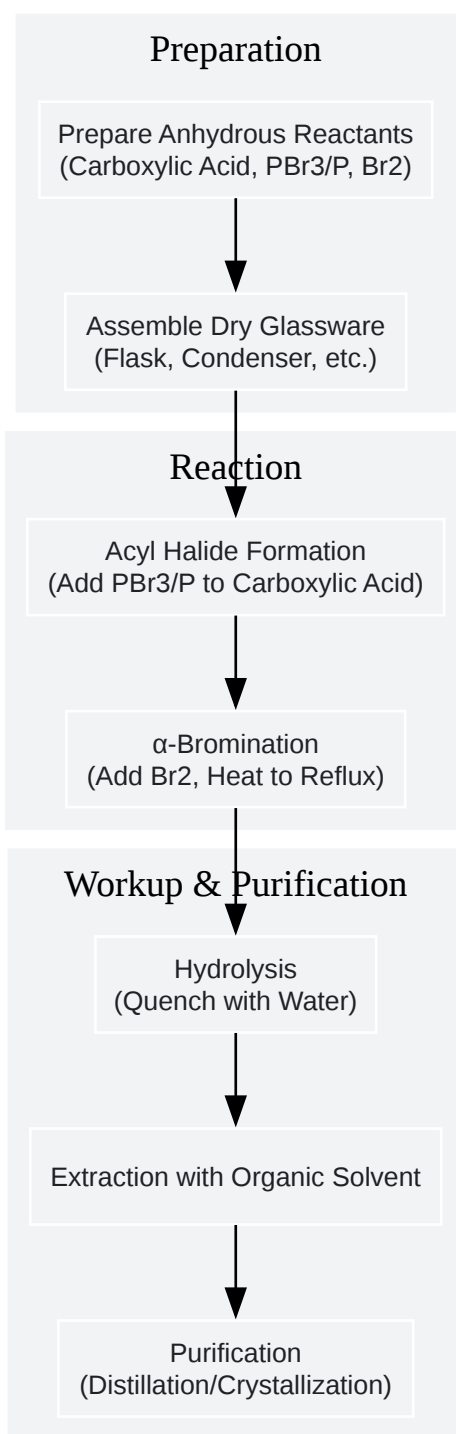 Preparation
Prepare Anhydrous Reactants
(Carboxylic Acid, PBr3/P, Br2)
Assemble Dry Glassware
(Flask, Condenser, etc.)
Reaction
Acyl Halide Formation
(Add PBr3/P to Carboxylic Acid)
α-Bromination
(Add Br2, Heat to Reflux)
Workup & Purification
Hydrolysis
(Quench with Water)
Extraction with Organic Solvent
Purification
(Distillation/Crystallization)